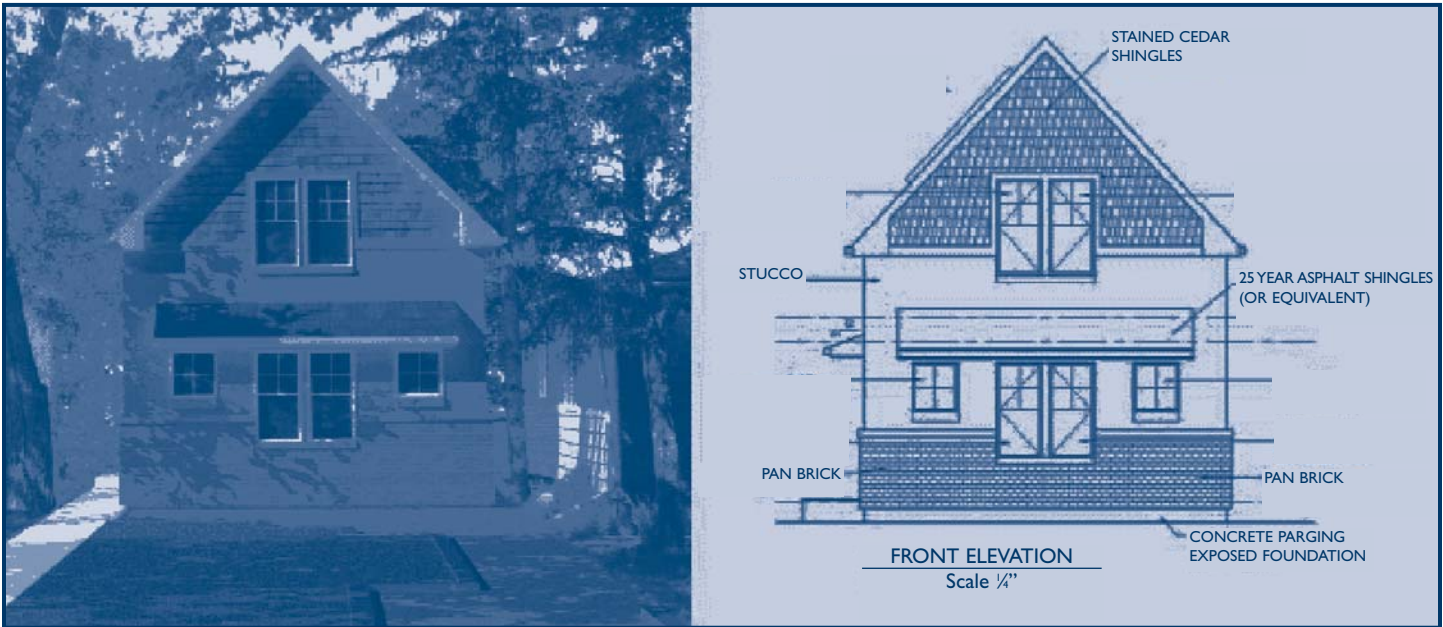 STAINED CEDAR
SHINGLES
STUCCO
25 YEAR ASPHALT SHINGLES
(OR EQUIVALENT)
PAN BRICK
PAN BRICK
CONCRETE PARGING
EXPOSED FOUNDATION
FRONT ELEVATION
Scale ¼”